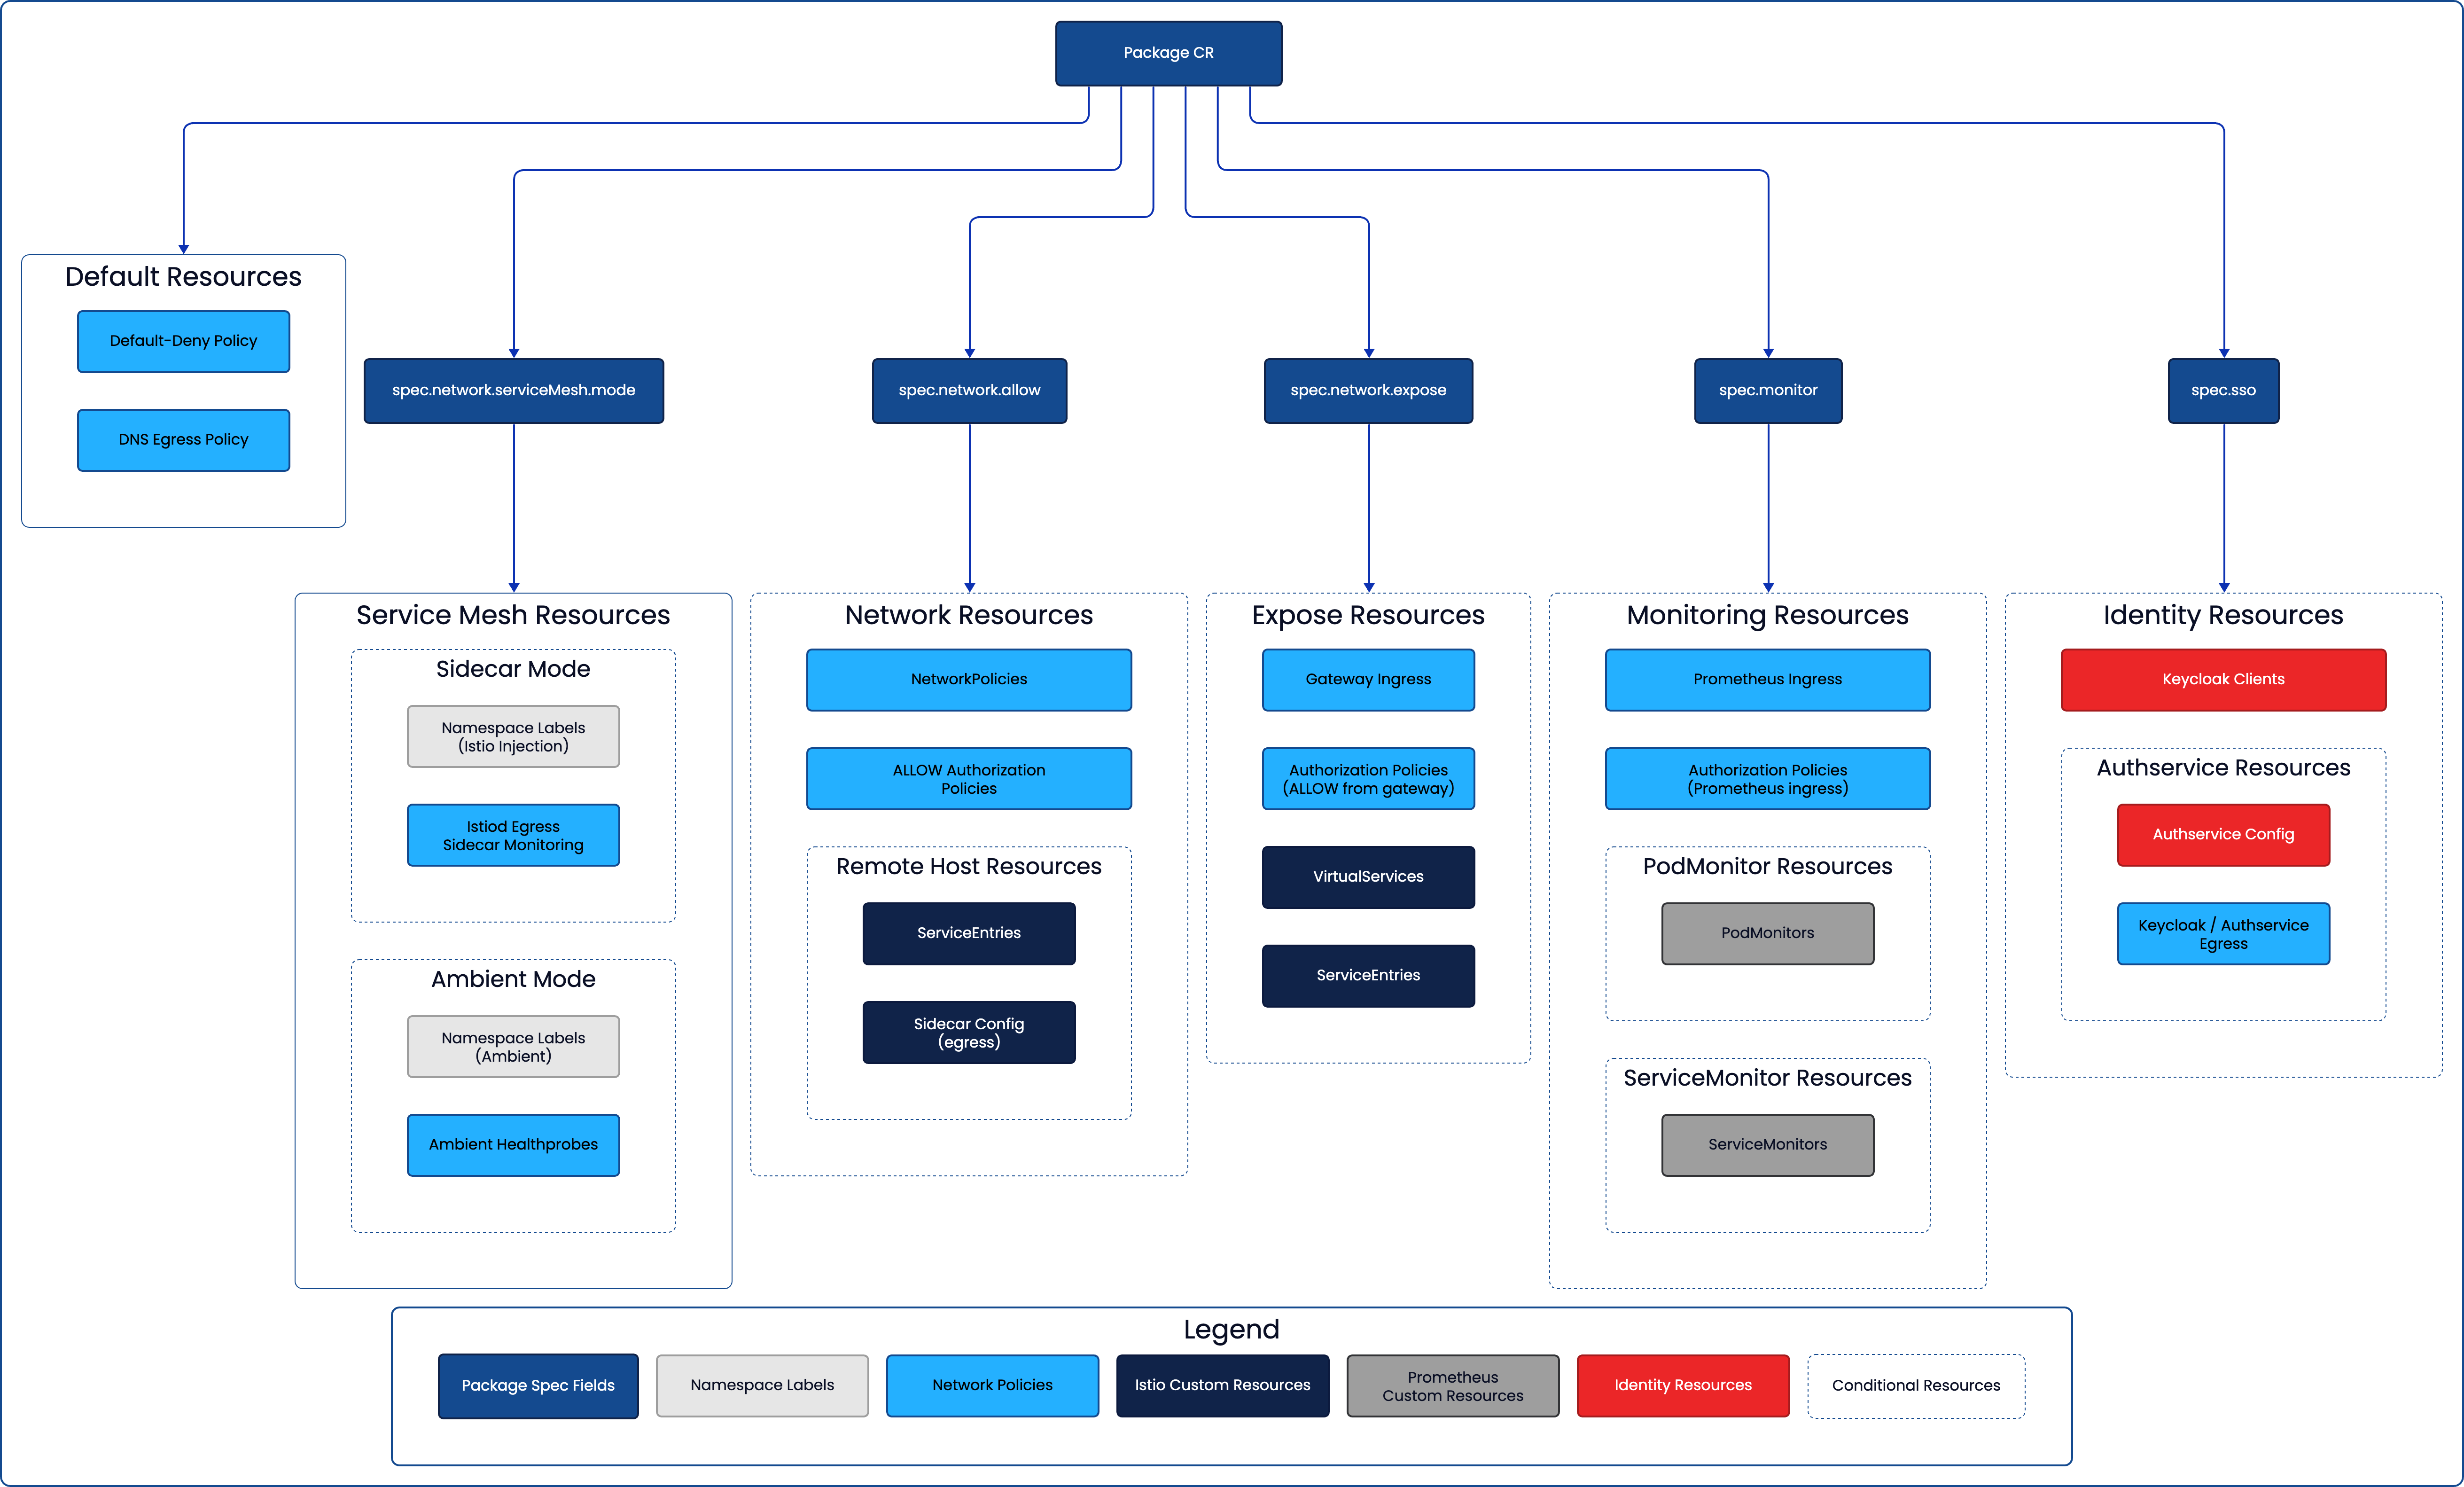 Package CR
Default Resources
Default-Deny Policy
DNS Egress Policy
spec.network.serviceMesh.mode
spec.network.allow
spec.network.expose
spec.monitor
spec.sso
Service Mesh Resources
Sidecar Mode
Namespace Labels
(Istio Injection)
Istiod Egress
Sidecar Monitoring
Ambient Mode
Namespace Labels
(Ambient)
Ambient Healthprobes
Network Resources
NetworkPolicies
ALLOW Authorization
Policies
Remote Host Resources
ServiceEntries
Sidecar Config
(egress)
Expose Resources
Gateway Ingress
Authorization Policies
(ALLOW from gateway)
VirtualServices
ServiceEntries
Monitoring Resources
Prometheus Ingress
Authorization Policies
(Prometheus ingress)
PodMonitor Resources
PodMonitors
ServiceMonitor Resources
ServiceMonitors
Identity Resources
Keycloak Clients
Authservice Resources
Authservice Config
Keycloak / Authservice
Egress
Legend
Package Spec Fields
Namespace Labels
Network Policies
Istio Custom Resources
Prometheus
Custom Resources
Identity Resources
Conditional Resources